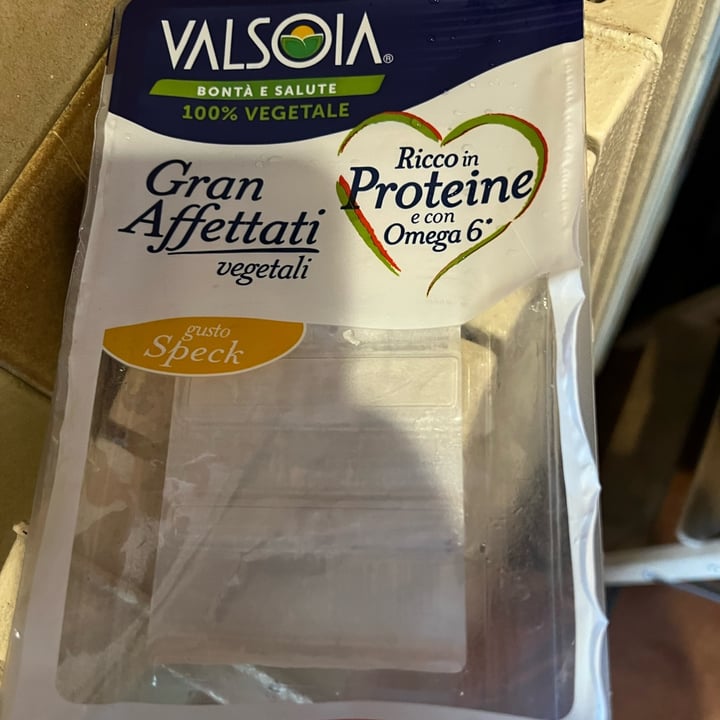 VALSOIA®
BONTÀ E SALUTE
100% VEGETALE
Gran
Affettati
vegetali
Ricco in
Proteine
e con
Omega 6*
gusto
Speck